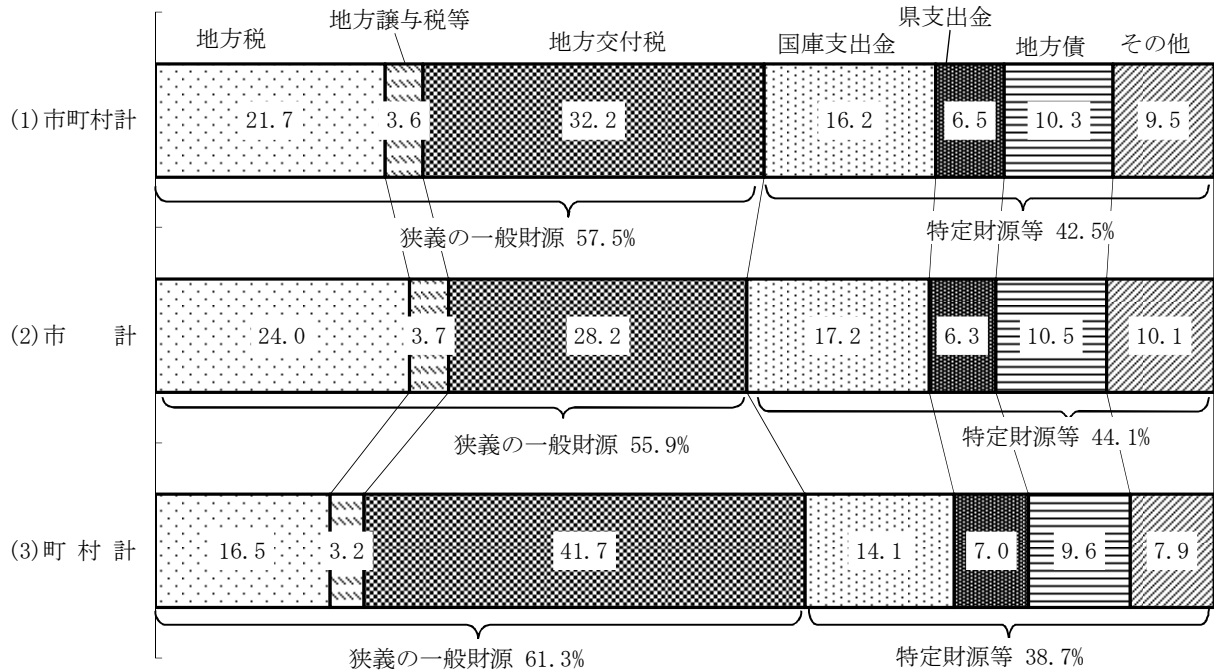 地方譲与税等 県支出金
地方税 地方交付税 国庫支出金 地方債 その他
(1)市町村計 21.7 3.6 32.2 16.2 6.5 10.3 9.5
狭義の一般財源 57.5% 特定財源等 42.5%
(2)市　　計 24.0 3.7 28.2 17.2 6.3 10.5 10.1
狭義の一般財源 55.9% 特定財源等 44.1%
(3)町 村 計 16.5 3.2 41.7 14.1 7.0 9.6 7.9
狭義の一般財源 61.3% 特定財源等 38.7%